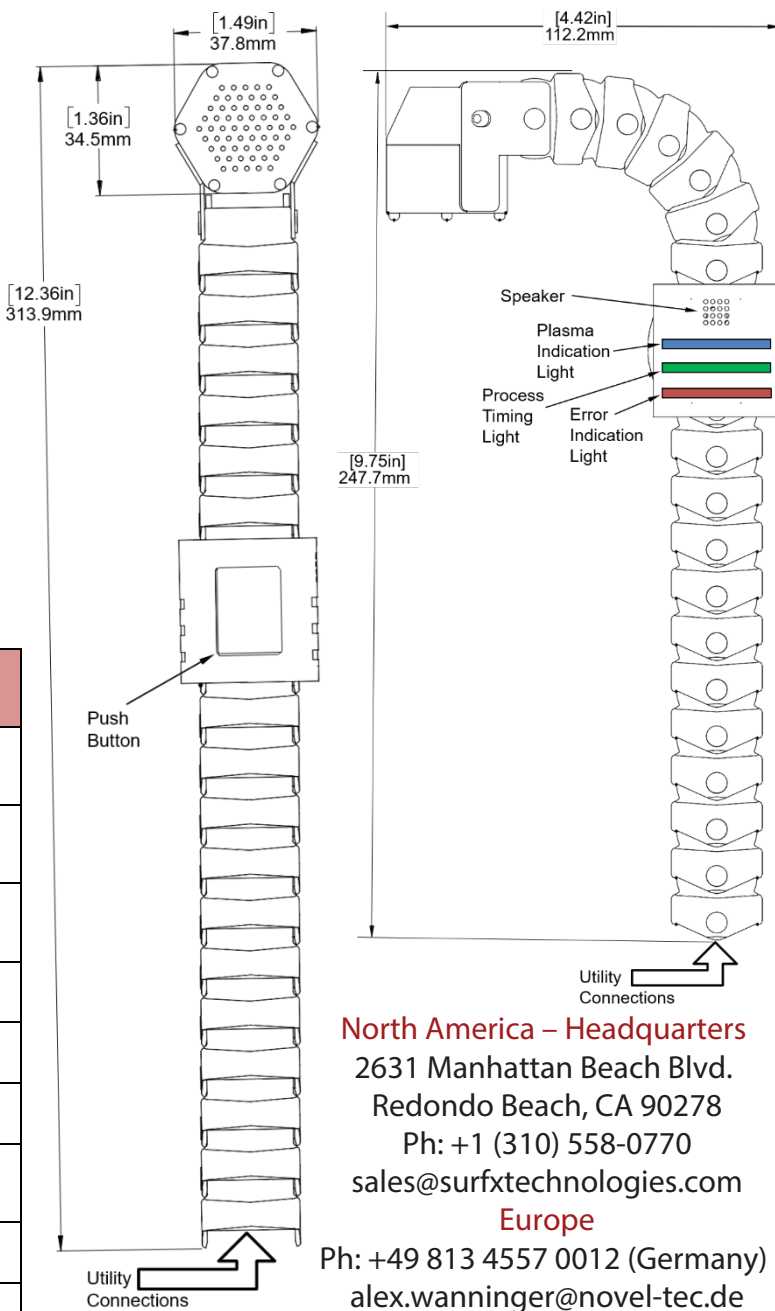 [1.49in]
37.8mm
[1.36in]
34.5mm
[12.36in]
313.9mm
Push
Button
Utility
Connections
[4.42in]
112.2mm
Speaker
Plasma
Indication
Light
Process
Timing
Light
Error
Indication
Light
[9.75in]
247.7mm
Utility
Connections
North America – Headquarters
2631 Manhattan Beach Blvd.
Redondo Beach, CA 90278
Ph: +1 (310) 558-0770
sales@surfxtechnologies.com
Europe
Ph: +49 813 4557 0012 (Germany)
alex.wanninger@novel-tec.de